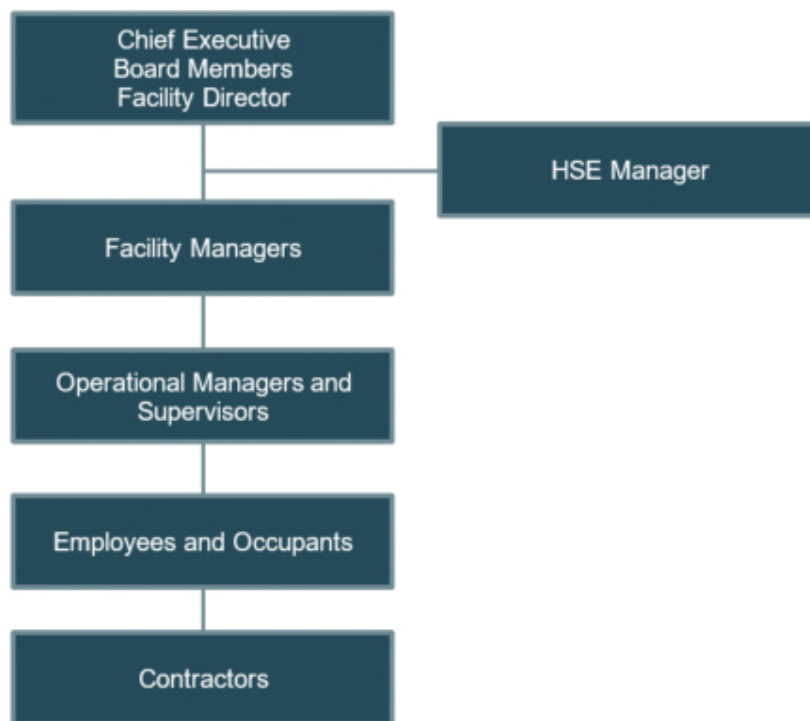 Chief Executive
Board Members
Facility Director
HSE Manager
Facility Managers
Operational Managers and
Supervisors
Employees and Occupants
Contractors